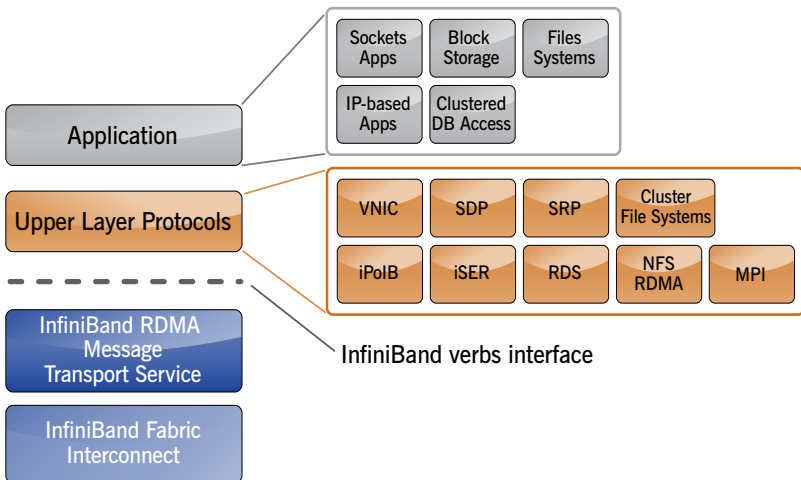 Sockets
Apps
Block
Storage
Files
Systems
IP-based
Apps
Clustered
DB Access
Application
Upper Layer Protocols
VNIC
SDP
SRP
Cluster
File Systems
iPoIB
iSER
RDS
NFS
RDMA
MPI
InfiniBand verbs interface
InfiniBand RDMA
Message
Transport Service
InfiniBand Fabric
Interconnect